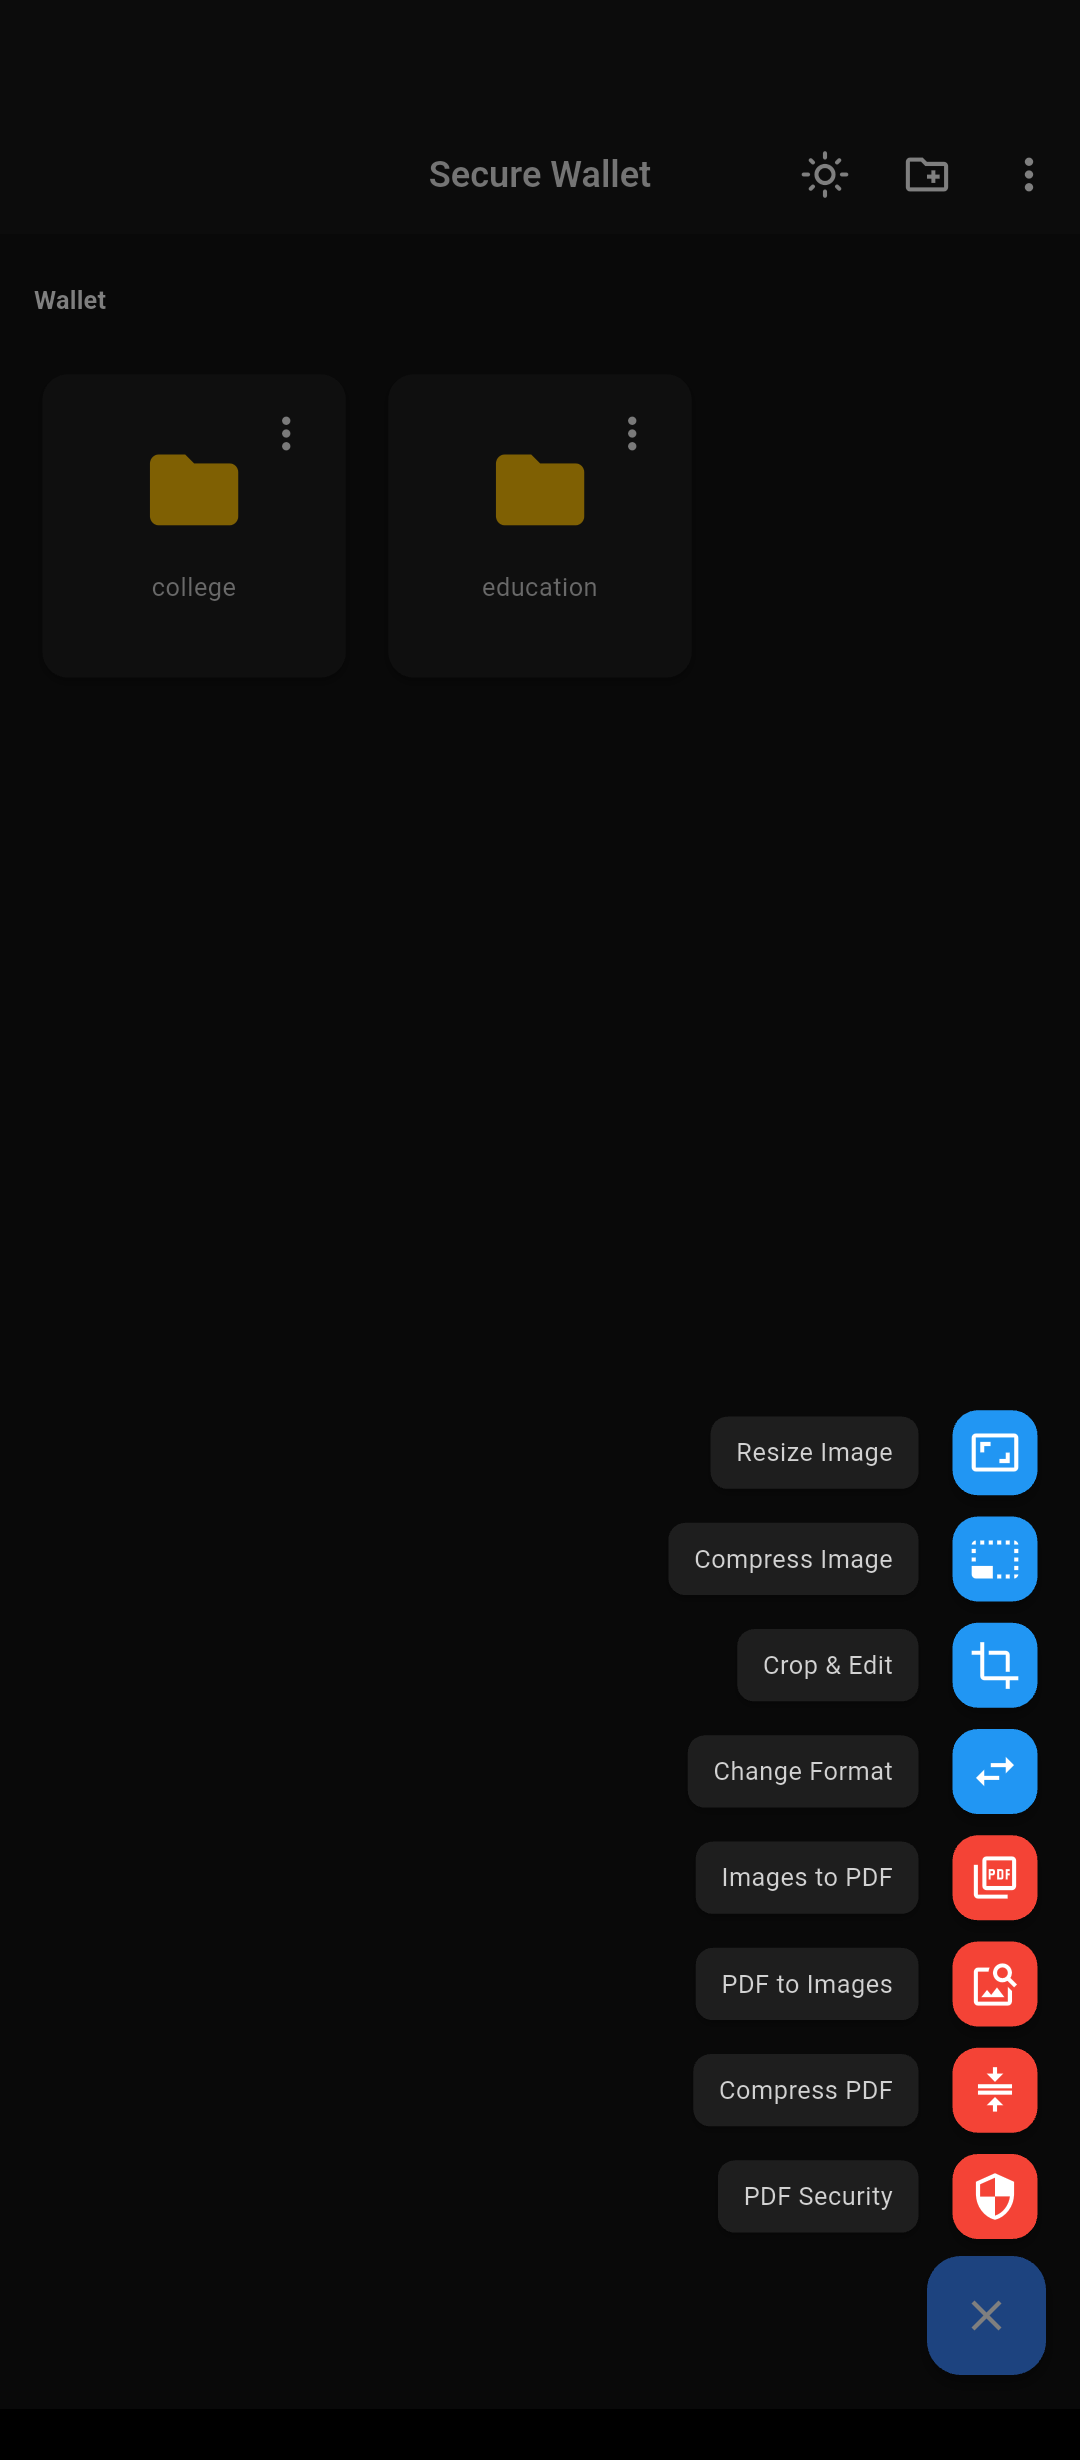 Secure Wallet
Wallet
college
education
Resize Image
Compress Image
Crop & Edit
Change Format
Images to PDF
PDF
PDF to Images
Compress PDF
PDF Security